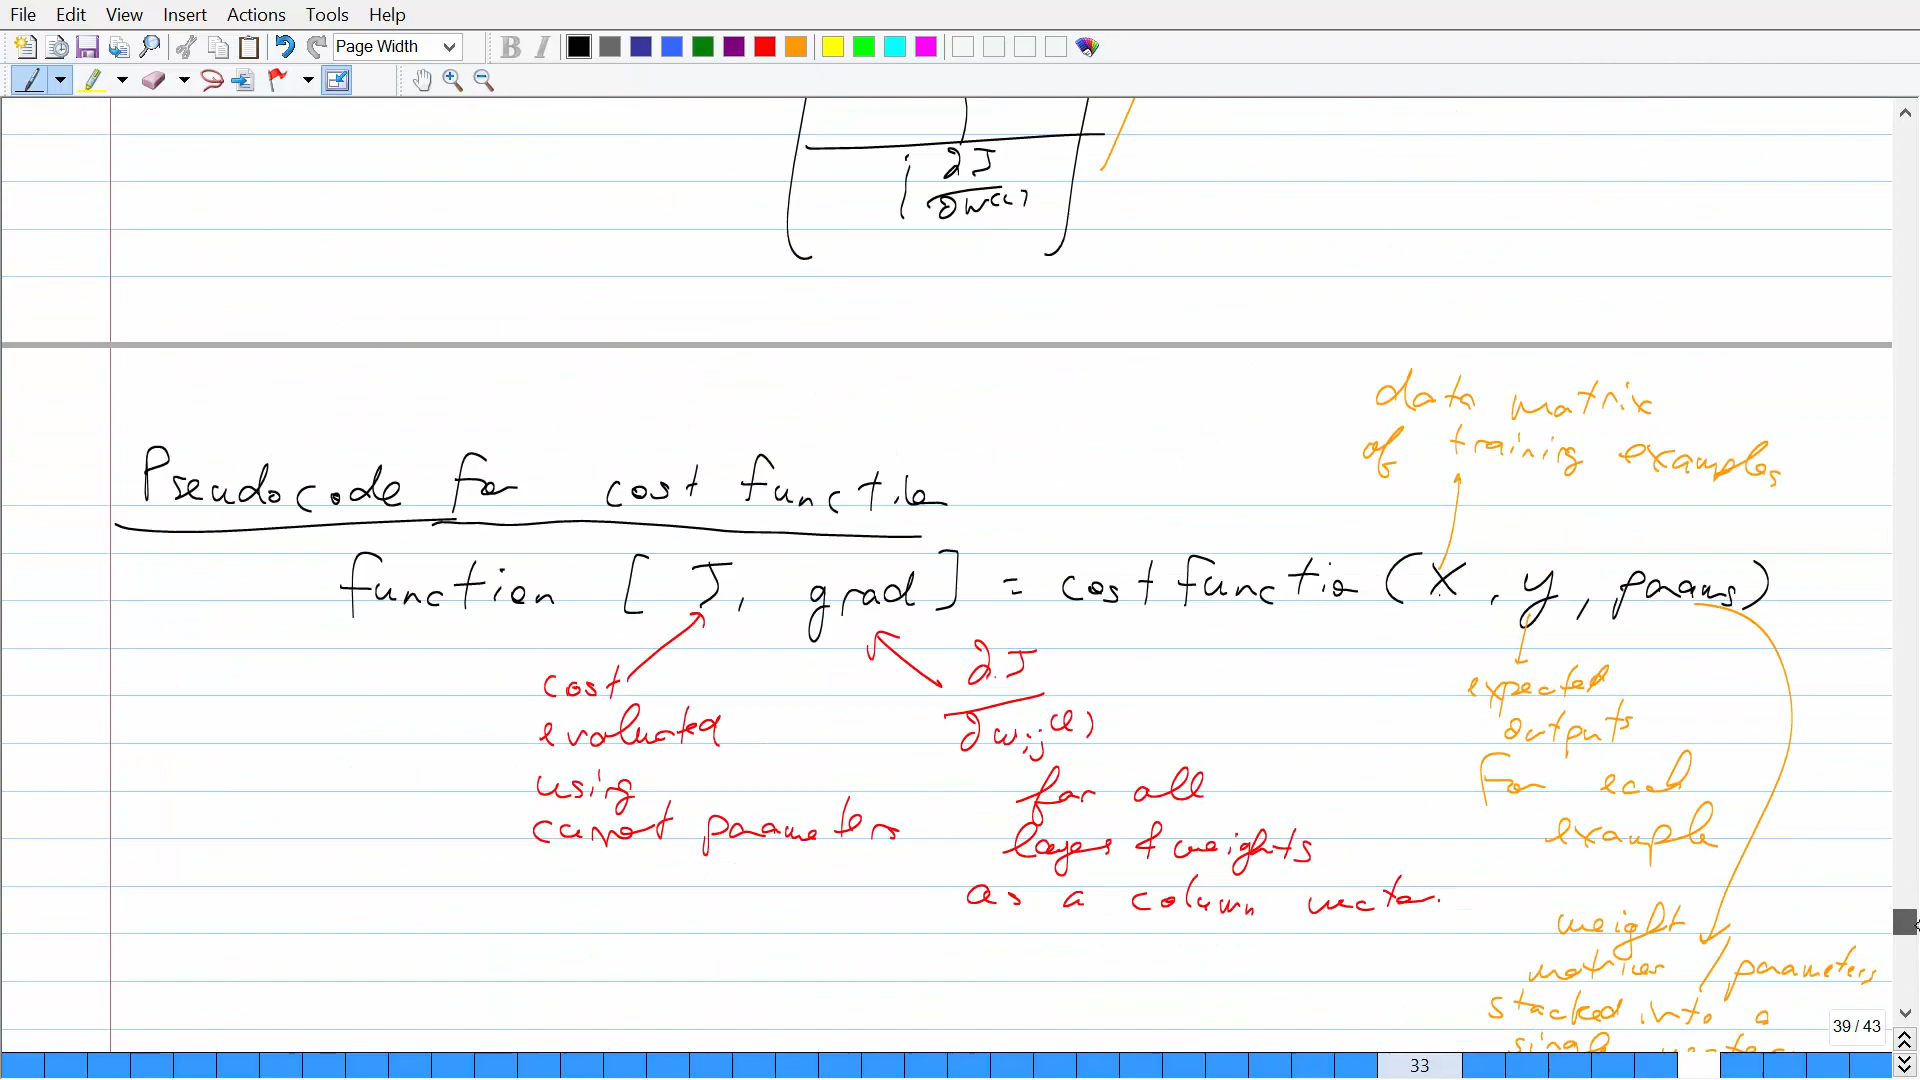 File Edit View Insert Actions Tools Help
Page Width
B I
∂J
∂W(L)
data matrix
of training examples
Pseudocode for cost function
function [J, grad] = costfunction(X, y, params)
cost
evaluated
using
current parameters
∂J
∂wij(l)
for all
layers & weights
as a column vector.
expected
outputs
For each
example
weight
matrices / parameters
stacked into a
single vector
39 / 43
33